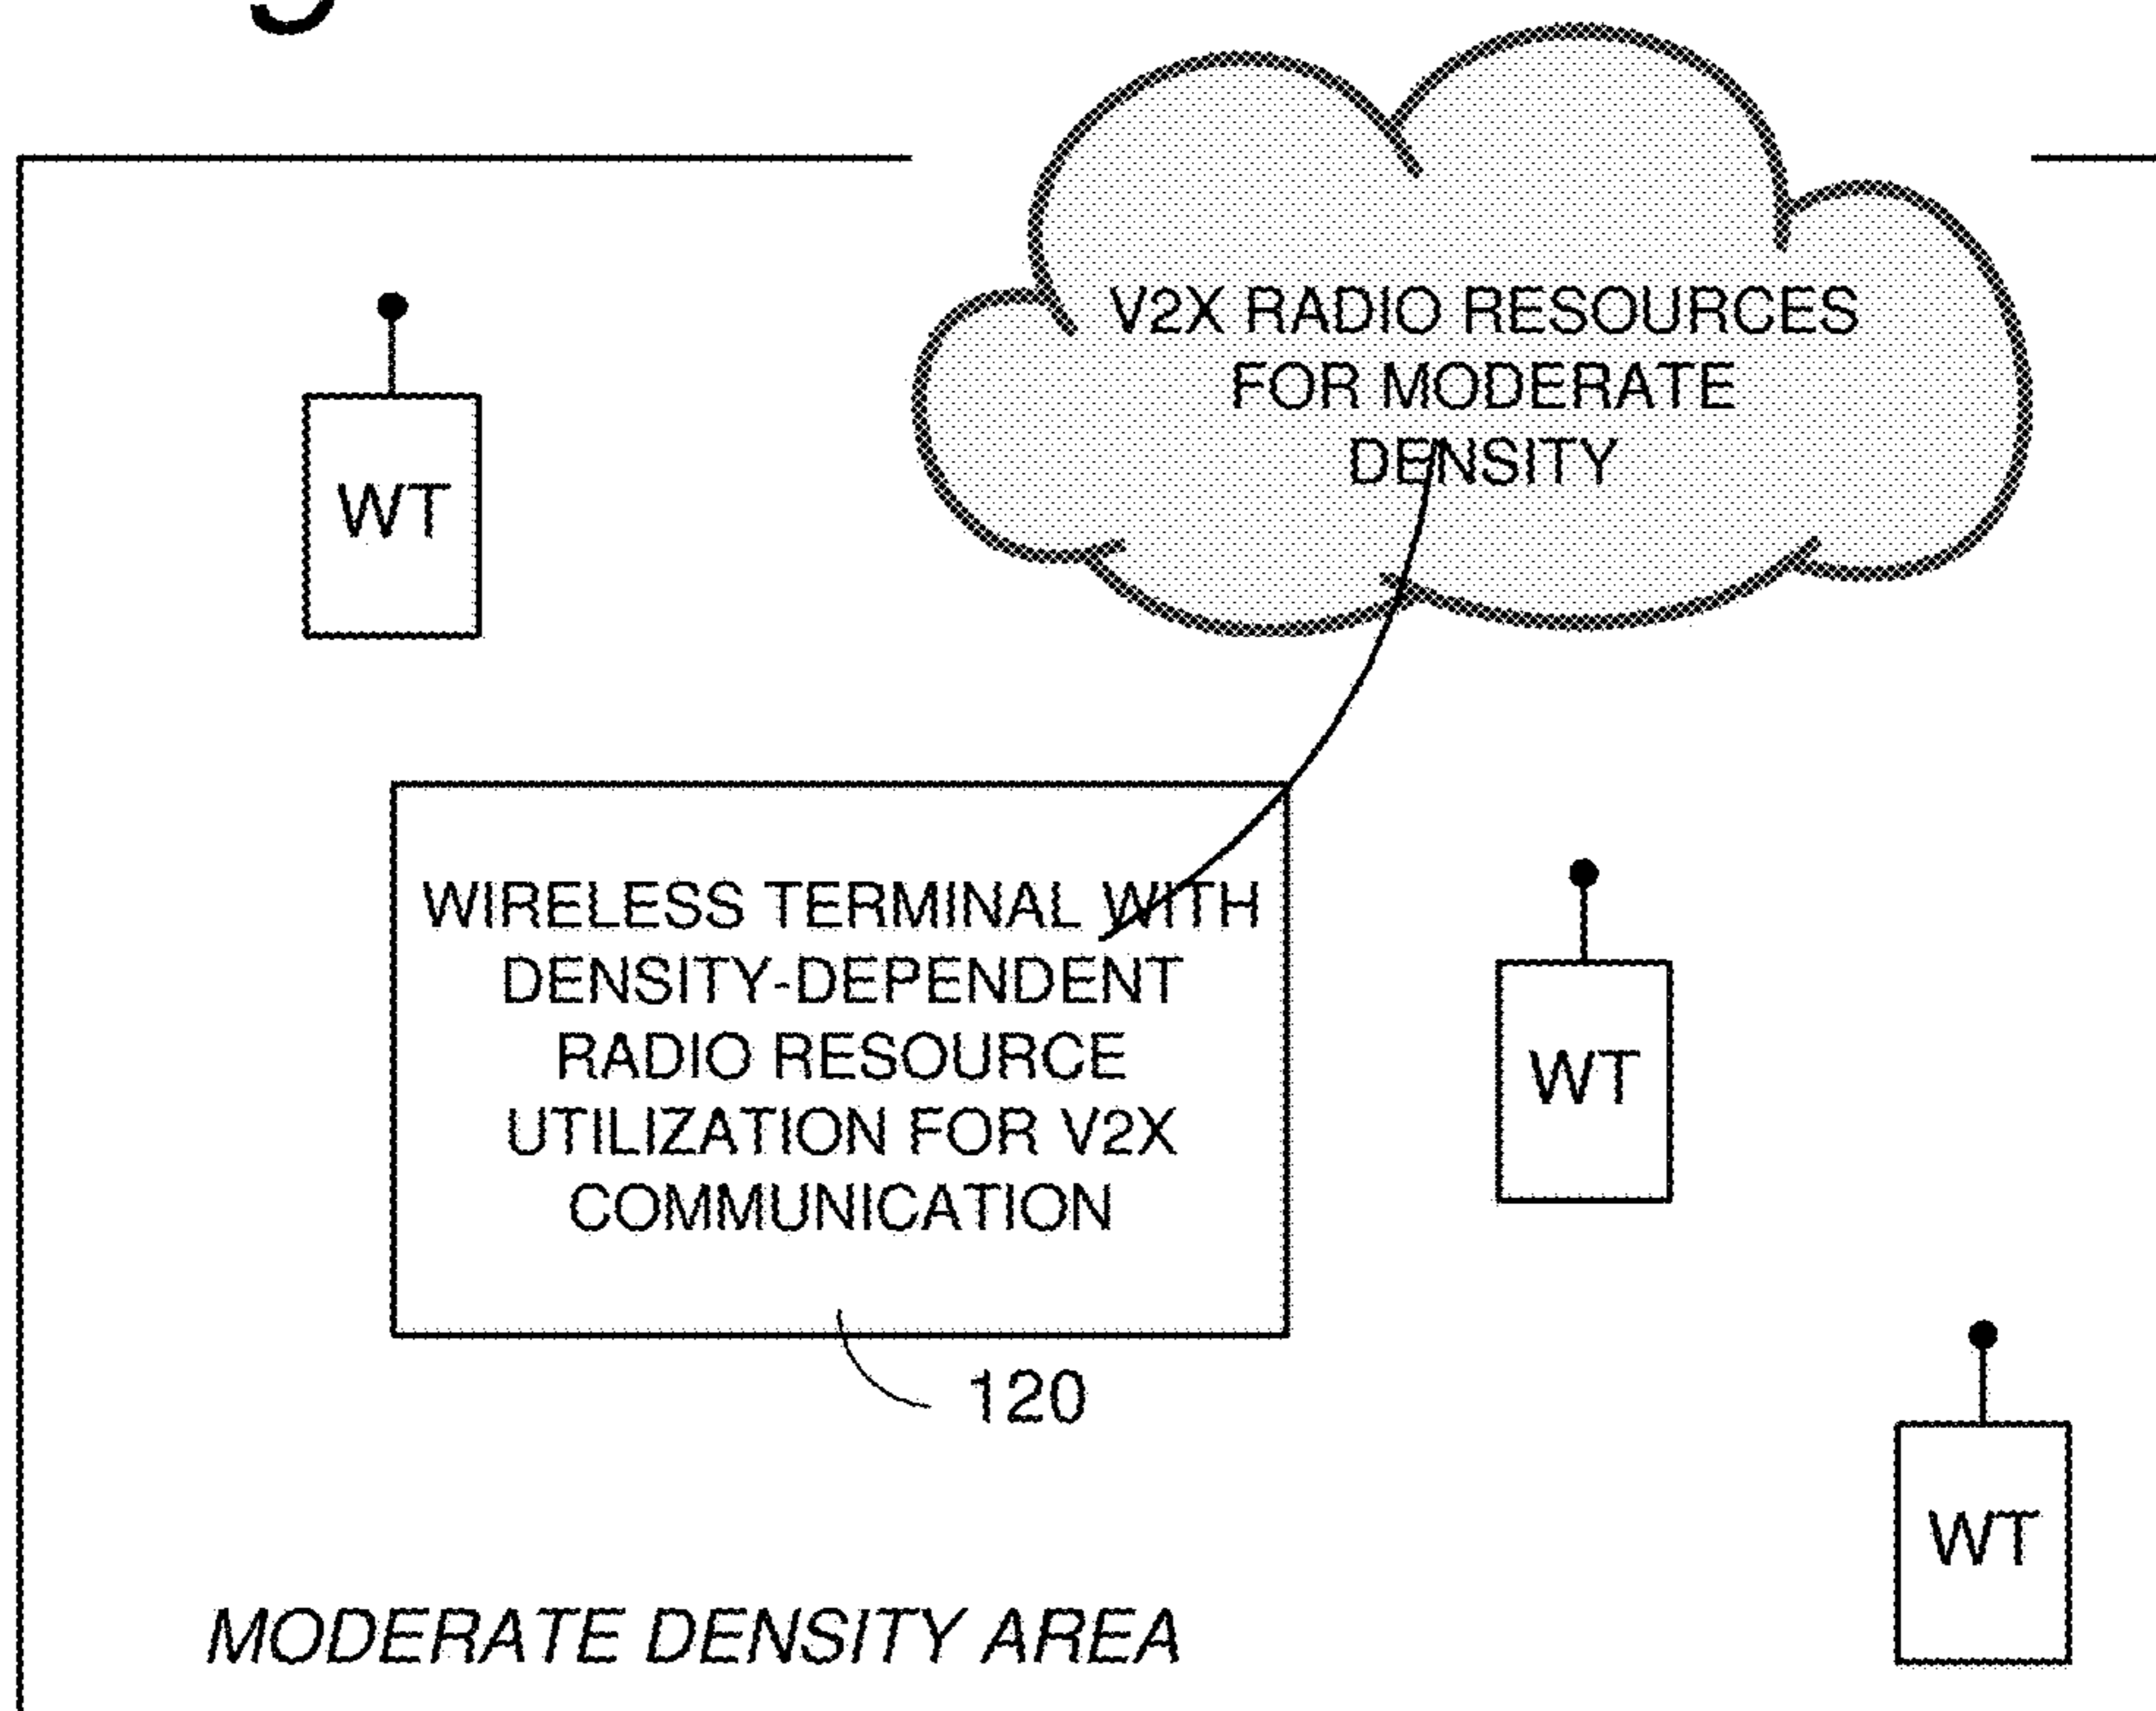 V2X RADIO RESOURCES
FOR MODERATE
DENSITY
WT
WIRELESS TERMINAL WITH
DENSITY-DEPENDENT
RADIO RESOURCE
UTILIZATION FOR V2X
COMMUNICATION
WT
120
WT
MODERATE DENSITY AREA